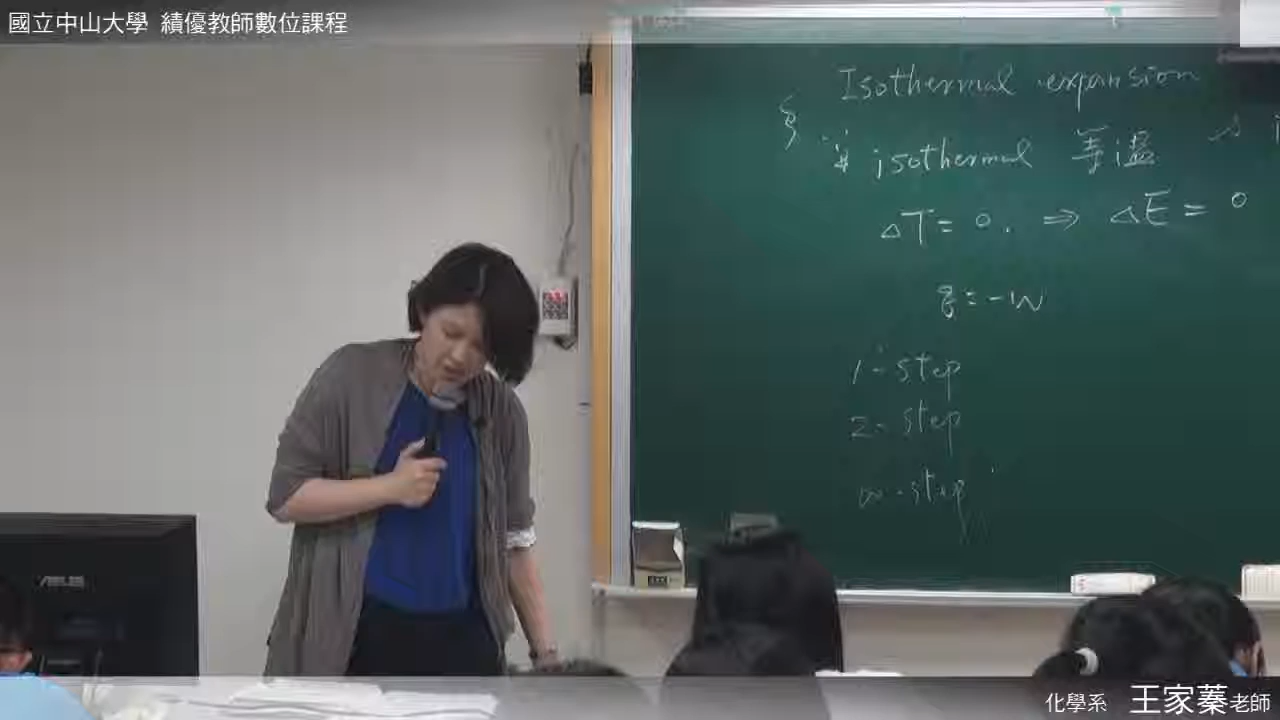 國立中山大學 績優教師數位課程
Isothermal expansion
isothermal 等溫
ΔT = 0. ⇒ ΔE = 0
q = -w
1-step
2-step
∞-step
ASUS
化學系 王家蓁老師